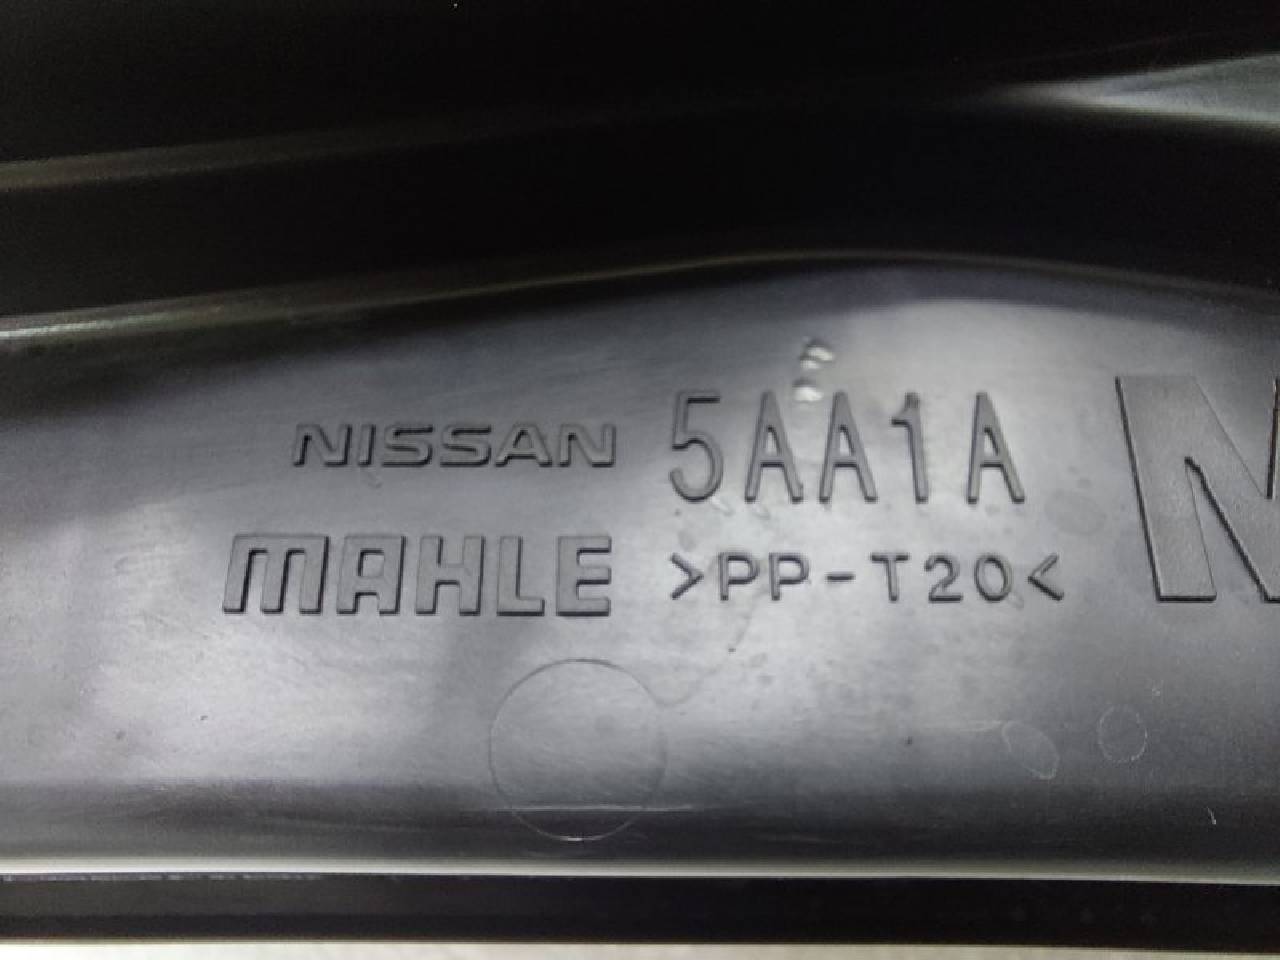 NISSAN 5AA1A
MAHLE >PP-T20<
N